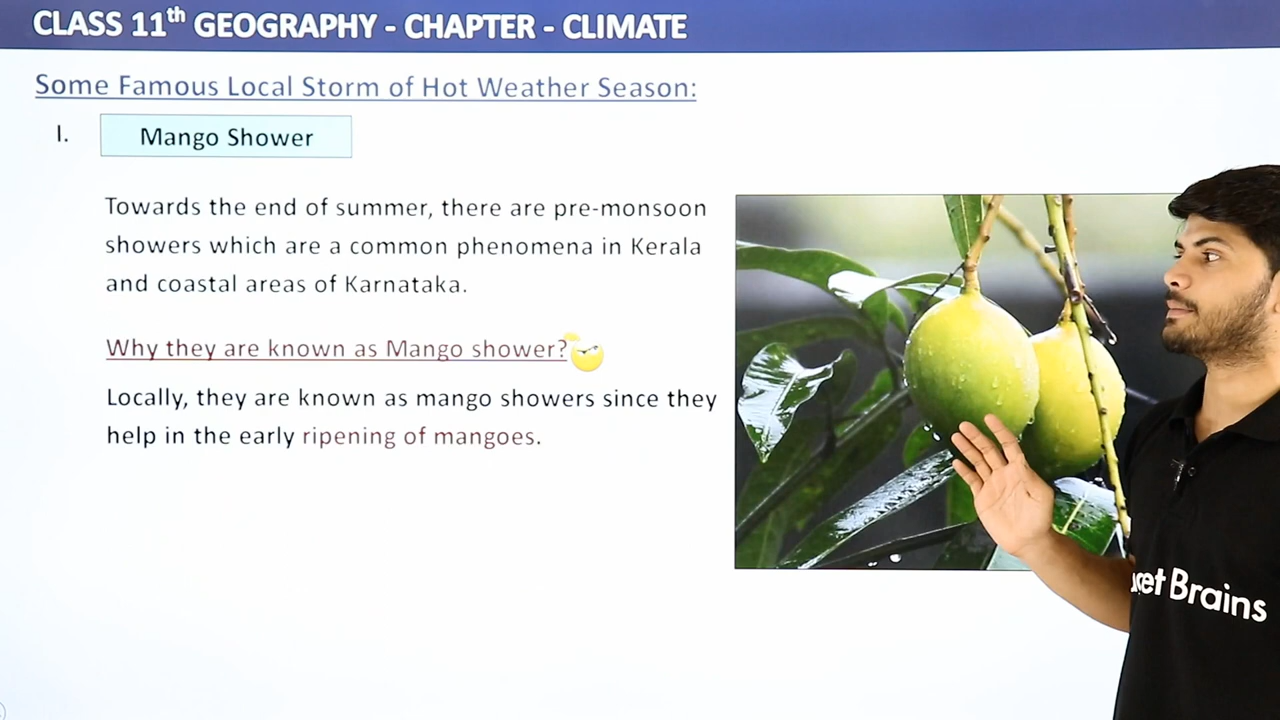 CLASS 11th GEOGRAPHY - CHAPTER - CLIMATE
Some Famous Local Storm of Hot Weather Season:
I.
Mango Shower
Towards the end of summer, there are pre-monsoon
showers which are a common phenomena in Kerala
and coastal areas of Karnataka.
Why they are known as Mango shower?
Locally, they are known as mango showers since they
help in the early ripening of mangoes.
Brains